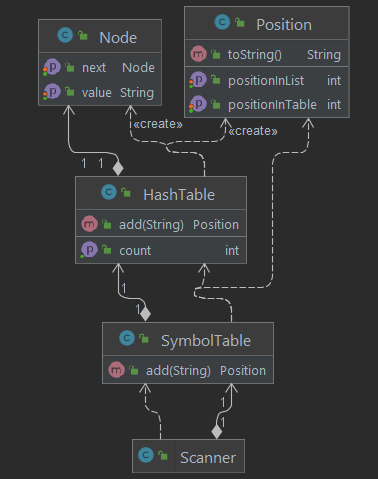 Node
next Node
value String
Position
toString() String
positionInList int
positionInTable int
«create»
«create»
1 1
HashTable
add(String) Position
count int
1
1
SymbolTable
add(String) Position
1
1
Scanner